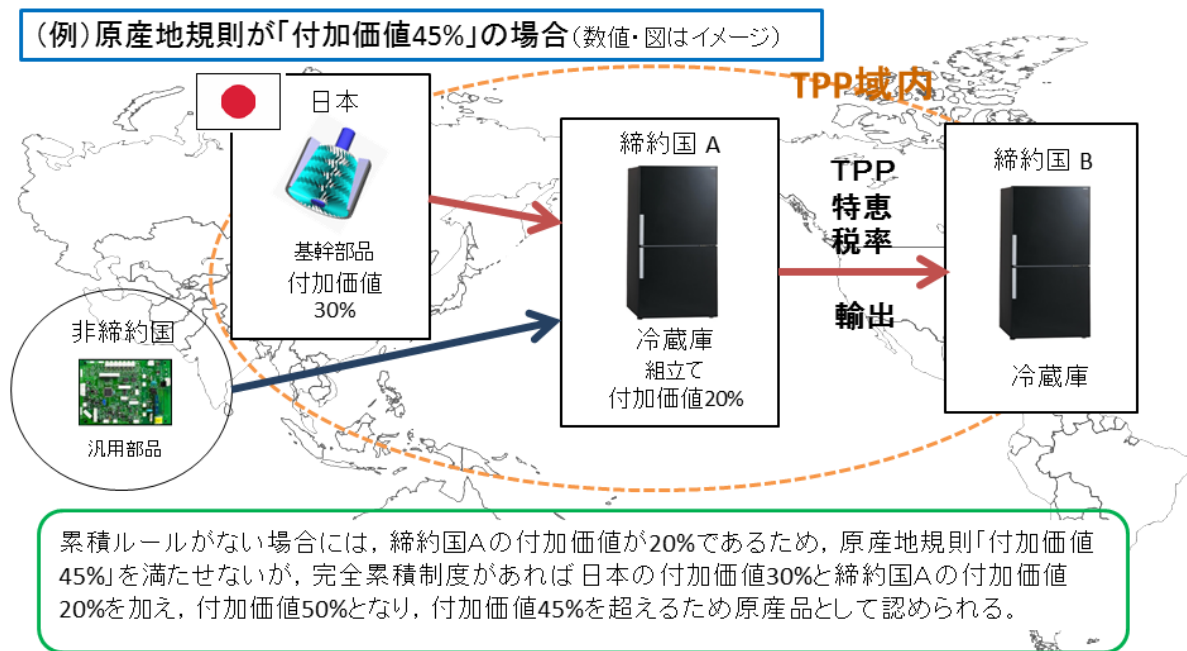 (例)原産地規則が「付加価値45%」の場合(数値・図はイメージ)
TPP域内
日本
基幹部品
付加価値
30%
非締約国
汎用部品
締約国 A
冷蔵庫
組立て
付加価値20%
TPP
特恵
税率
輸出
締約国 B
冷蔵庫
累積ルールがない場合には，締約国Aの付加価値が20%であるため，原産地規則「付加価値
45%」を満たせないが，完全累積制度があれば日本の付加価値30%と締約国Aの付加価値
20%を加え，付加価値50%となり，付加価値45%を超えるため原産品として認められる。